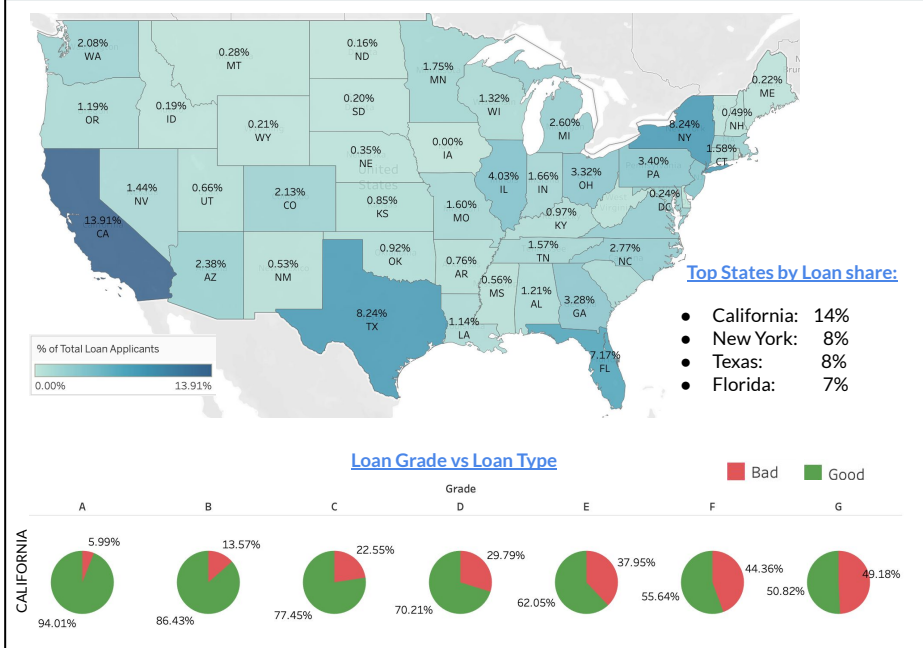 2.08%
WA
0.28%
MT
0.16%
ND
1.75%
MN
0.22%
ME
1.19%
OR
0.19%
ID
0.20%
SD
1.32%
WI
0.49%
NH
0.21%
WY
2.60%
MI
8.24%
NY
0.00%
IA
1.58%
CT
0.35%
NE
United
States
3.40%
PA
1.44%
NV
0.66%
UT
2.13%
CO
4.03%
IL
1.66%
IN
3.32%
OH
0.24%
DC
0.85%
KS
1.60%
MO
13.91%
CA
0.97%
KY
1.57%
TN
2.77%
NC
2.38%
AZ
0.53%
NM
0.92%
OK
0.76%
AR
0.56%
MS
1.21%
AL
3.28%
GA
8.24%
TX
1.14%
LA
7.17%
FL
Top States by Loan share:
● California: 14%
● New York: 8%
● Texas: 8%
● Florida: 7%
% of Total Loan Applicants
0.00% 13.91%
Loan Grade vs Loan Type
Bad Good
Grade
A B C D E F G
CALIFORNIA
5.99%
94.01%
13.57%
86.43%
22.55%
77.45%
29.79%
70.21%
37.95%
62.05%
44.36%
55.64%
49.18%
50.82%